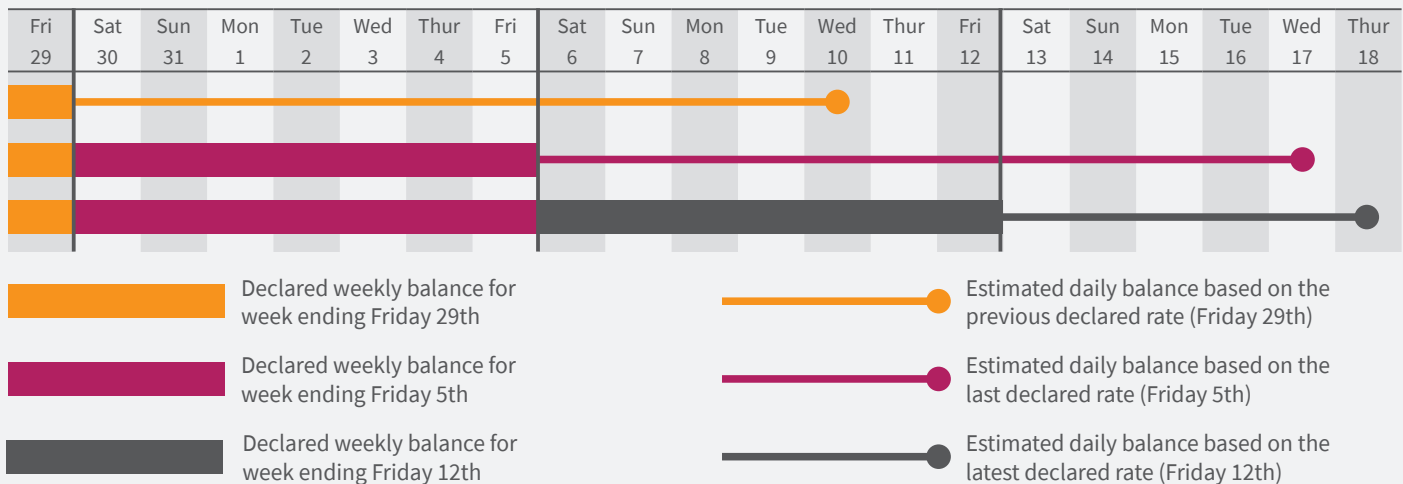 Fri Sat Sun Mon Tue Wed Thur Fri Sat Sun Mon Tue Wed Thur Fri Sat Sun Mon Tue Wed Thur
29 30 31 1 2 3 4 5 6 7 8 9 10 11 12 13 14 15 16 17 18
Declared weekly balance for
week ending Friday 29th
Estimated daily balance based on the
previous declared rate (Friday 29th)
Declared weekly balance for
week ending Friday 5th
Estimated daily balance based on the
last declared rate (Friday 5th)
Declared weekly balance for
week ending Friday 12th
Estimated daily balance based on the
latest declared rate (Friday 12th)